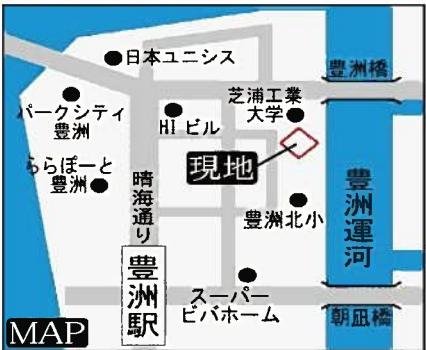 日本ユニシス
豊洲橋
パークシティ
豊洲
HIビル
芝浦工業
大学
ららぽーと
豊洲
現地
晴海通り
豊洲北小
豊洲運河
豊洲駅
スーパー
ビバホーム
朝凪橋
MAP